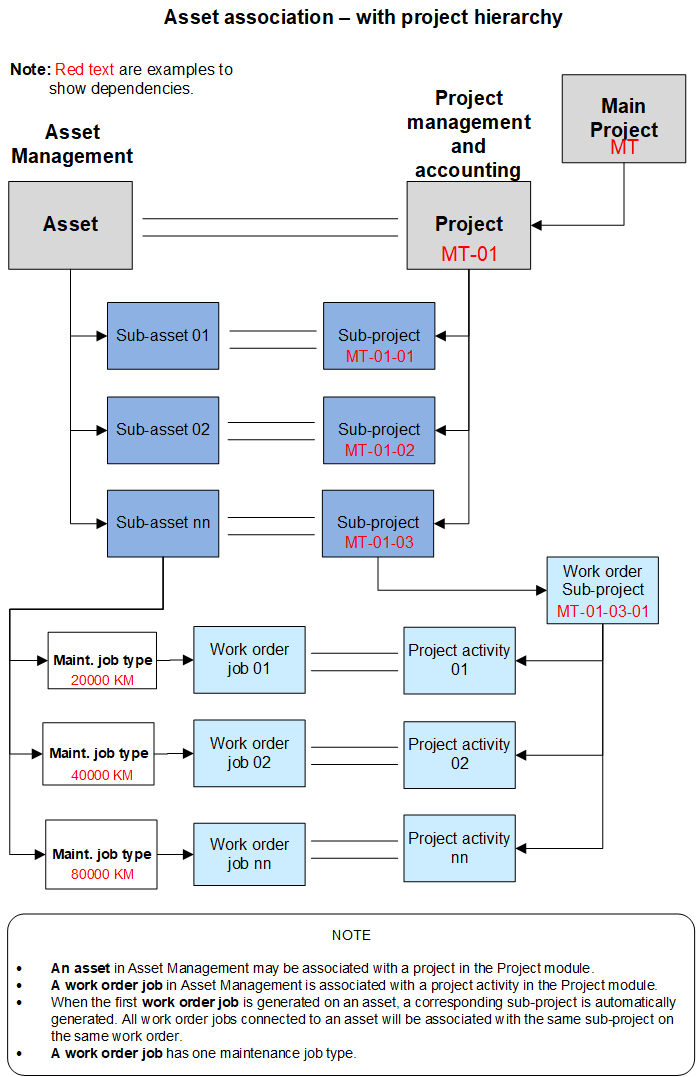 Asset association – with project hierarchy
Note: Red text are examples to
show dependencies.
Asset
Management
Project
management
and
accounting
Main
Project
MT
Asset
Project
MT-01
Sub-asset 01
Sub-project
MT-01-01
Sub-asset 02
Sub-project
MT-01-02
Sub-asset nn
Sub-project
MT-01-03
Work order
Sub-project
MT-01-03-01
Maint. job type
20000 KM
Work order
job 01
Project activity
01
Maint. job type
40000 KM
Work order
job 02
Project activity
02
Maint. job type
80000 KM
Work order
job nn
Project activity
nn
NOTE
• An asset in Asset Management may be associated with a project in the Project module.
• A work order job in Asset Management is associated with a project activity in the Project module.
• When the first work order job is generated on an asset, a corresponding sub-project is automatically
generated. All work order jobs connected to an asset will be associated with the same sub-project on
the same work order.
• A work order job has one maintenance job type.